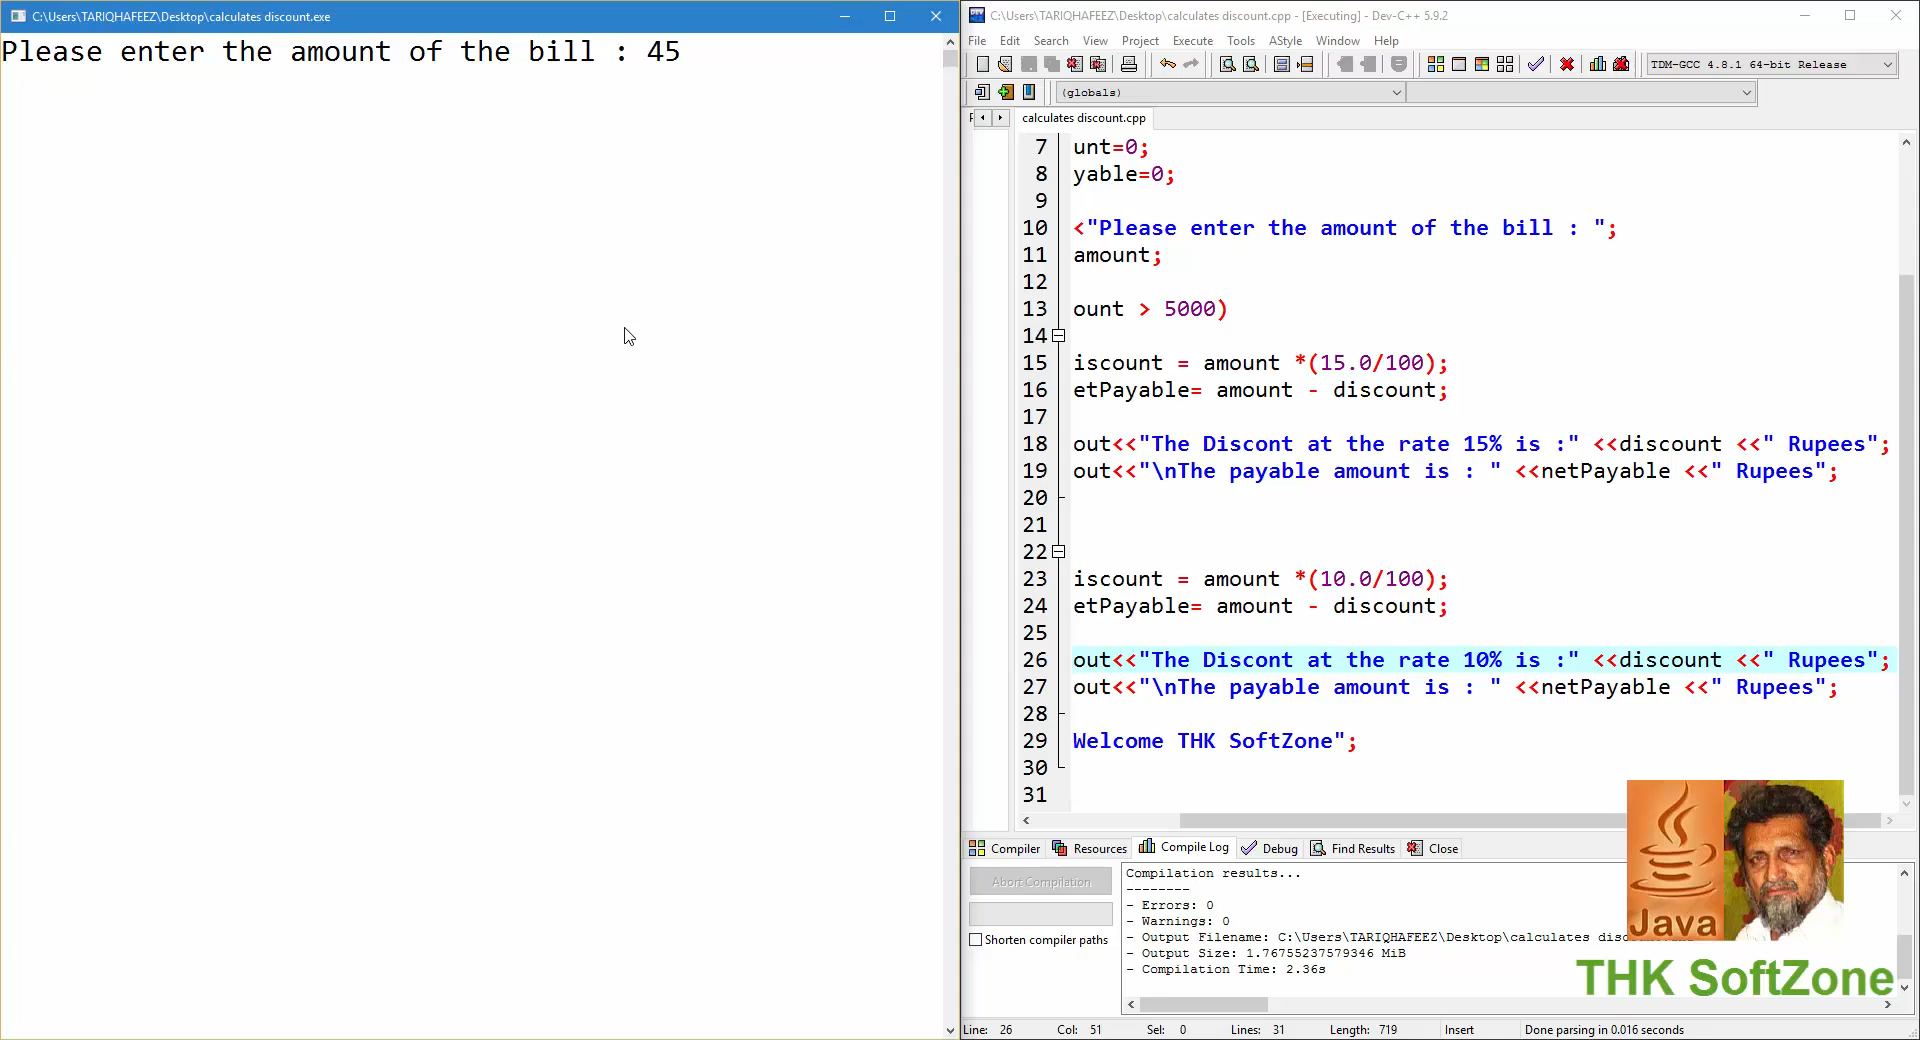 C:\Users\TARIQHAFEEZ\Desktop\calculates discount.exe
Please enter the amount of the bill : 45
C:\Users\TARIQHAFEEZ\Desktop\calculates discount.cpp - [Executing] - Dev-C++ 5.9.2
File Edit Search View Project Execute Tools AStyle Window Help
TDM-GCC 4.8.1 64-bit Release
(globals)
calculates discount.cpp
7 unt=0;
8 yable=0;
9
10 <"Please enter the amount of the bill : ";
11 amount;
12
13 ount > 5000)
14
15 iscount = amount *(15.0/100);
16 etPayable= amount - discount;
17
18 out<<"The Discont at the rate 15% is :" <<discount <<" Rupees";
19 out<<"\nThe payable amount is : " <<netPayable <<" Rupees";
20
21
22
23 iscount = amount *(10.0/100);
24 etPayable= amount - discount;
25
26 out<<"The Discont at the rate 10% is :" <<discount <<" Rupees";
27 out<<"\nThe payable amount is : " <<netPayable <<" Rupees";
28
29 Welcome THK SoftZone";
30
31
Compiler Resources Compile Log Debug Find Results Close
Abort Compilation
Shorten compiler paths
Compilation results...
--------
- Errors: 0
- Warnings: 0
- Output Filename: C:\Users\TARIQHAFEEZ\Desktop\calculates
- Output Size: 1.76755237579346 MiB
- Compilation Time: 2.36s
Java
THK SoftZone
Line: 26 Col: 51 Sel: 0 Lines: 31 Length: 719 Insert Done parsing in 0.016 seconds